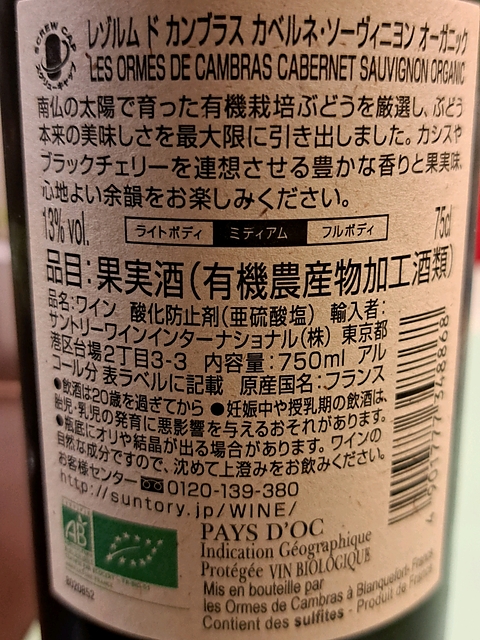 SCREW CAP
スクリューキャップ
レゾルム ド カンブラス カベルネ・ソーヴィニヨン オーガニック
LES ORMES DE CAMBRAS CABERNET SAUVIGNON ORGANIC
南仏の太陽で育った有機栽培ぶどうを厳選し、ぶどう
本来の美味しさを最大限に引き出しました。カシスや
ブラックチェリーを連想させる豊かな香りと果実味、
心地よい余韻をお楽しみください。
13% vol. ライトボディ ミディアム フルボディ 75cl
品目：果実酒（有機農産物加工酒類）
品名：ワイン 酸化防止剤（亜硫酸塩） 輸入者：
サントリーワインインターナショナル（株） 東京都
港区台場2丁目3-3 内容量：750ml アル
コール分 表ラベルに記載 原産国名：フランス
●飲酒は20歳を過ぎてから ●妊娠中や授乳期の飲酒は、
胎児・乳児の発育に悪影響を与えるおそれがあります。
●瓶底にオリや結晶が出る場合があります。ワインの
自然な成分ですので、沈めて上澄みをお飲みください。
お客様センター 0120-139-380
http://suntory.jp/WINE/
AB
PAYS D'OC
Indication Géographique
Protégée VIN BIOLOGIQUE
Mis en bouteille par
les Ormes de Cambras à Blanquefort- France
Contient des sulfites - Produit de France